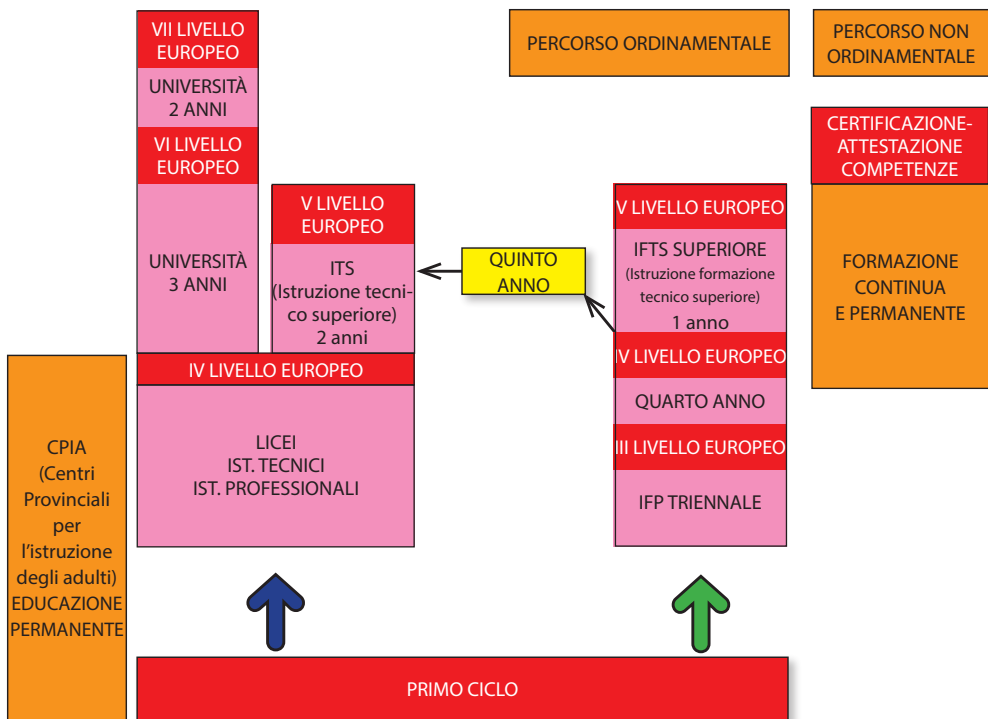 VII LIVELLO
EUROPEO
UNIVERSITÀ
2 ANNI
VI LIVELLO
EUROPEO
UNIVERSITÀ
3 ANNI
V LIVELLO
EUROPEO
ITS
(Istruzione tecni-
co superiore)
2 anni
IV LIVELLO EUROPEO
LICEI
IST. TECNICI
IST. PROFESSIONALI
CPIA
(Centri
Provinciali
per
l'istruzione
degli adulti)
EDUCAZIONE
PERMANENTE
QUINTO
ANNO
PERCORSO ORDINAMENTALE
V LIVELLO EUROPEO
IFTS SUPERIORE
(Istruzione formazione
tecnico superiore)
1 anno
IV LIVELLO EUROPEO
QUARTO ANNO
III LIVELLO EUROPEO
IFP TRIENNALE
PERCORSO NON
ORDINAMENTALE
CERTIFICAZIONE-
ATTESTAZIONE
COMPETENZE
FORMAZIONE
CONTINUA
E PERMANENTE
PRIMO CICLO